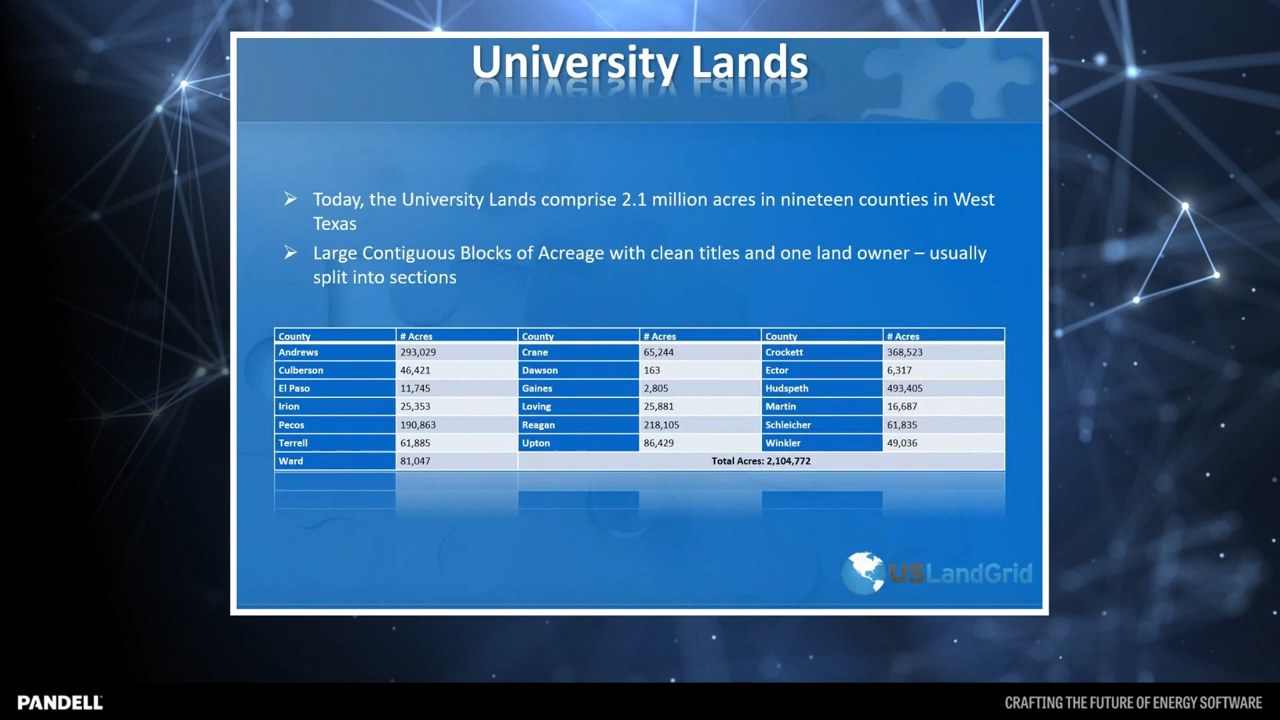 University Lands
Today, the University Lands comprise 2.1 million acres in nineteen counties in West
Texas
Large Contiguous Blocks of Acreage with clean titles and one land owner – usually
split into sections
County # Acres County # Acres County # Acres
Andrews 293,029 Crane 65,244 Crockett 368,523
Culberson 46,421 Dawson 163 Ector 6,317
El Paso 11,745 Gaines 2,805 Hudspeth 493,405
Irion 25,353 Loving 25,881 Martin 16,687
Pecos 190,863 Reagan 218,105 Schleicher 61,835
Terrell 61,885 Upton 86,429 Winkler 49,036
Ward 81,047 Total Acres: 2,104,772
USLandGrid
PANDELL CRAFTING THE FUTURE OF ENERGY SOFTWARE